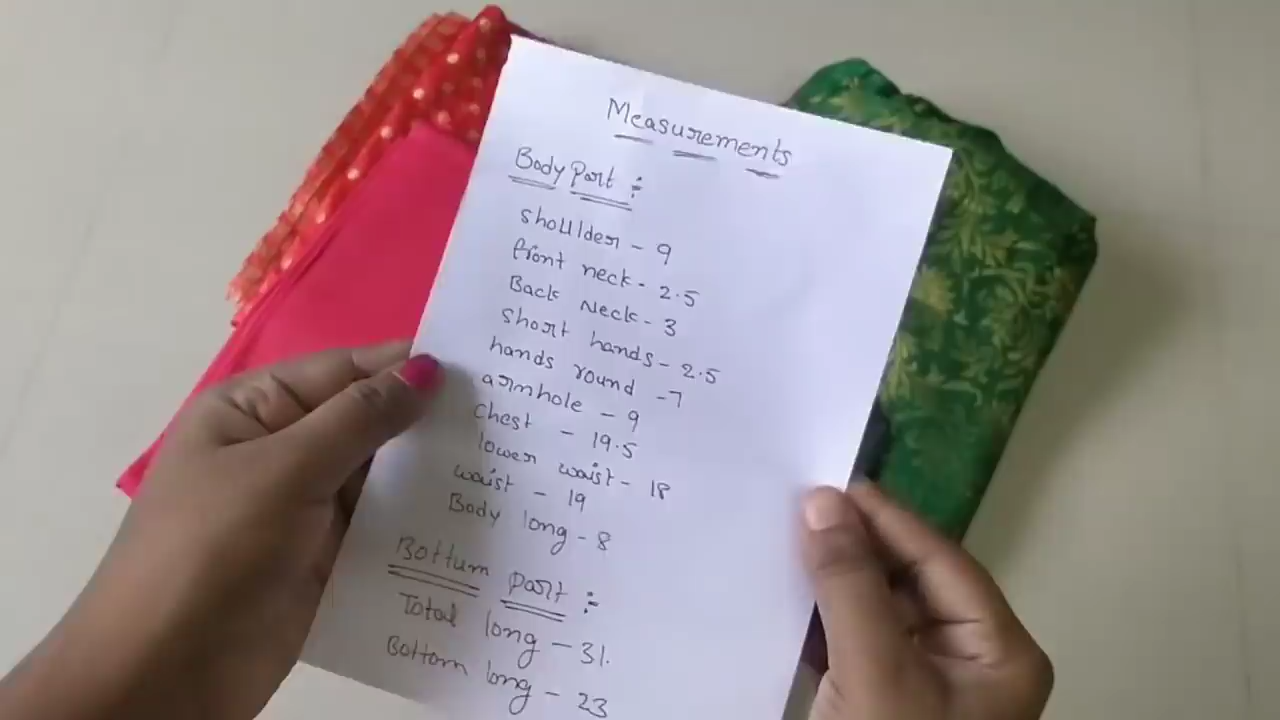 Measurements
Body Part :-
shoulder - 9
front neck - 2.5
Back Neck - 3
short hands - 2.5
hands round - 7
armhole - 9
chest - 19.5
lower waist - 18
waist - 19
Body long - 8
Bottum part :-
Total long - 31.
Bottom long - 23